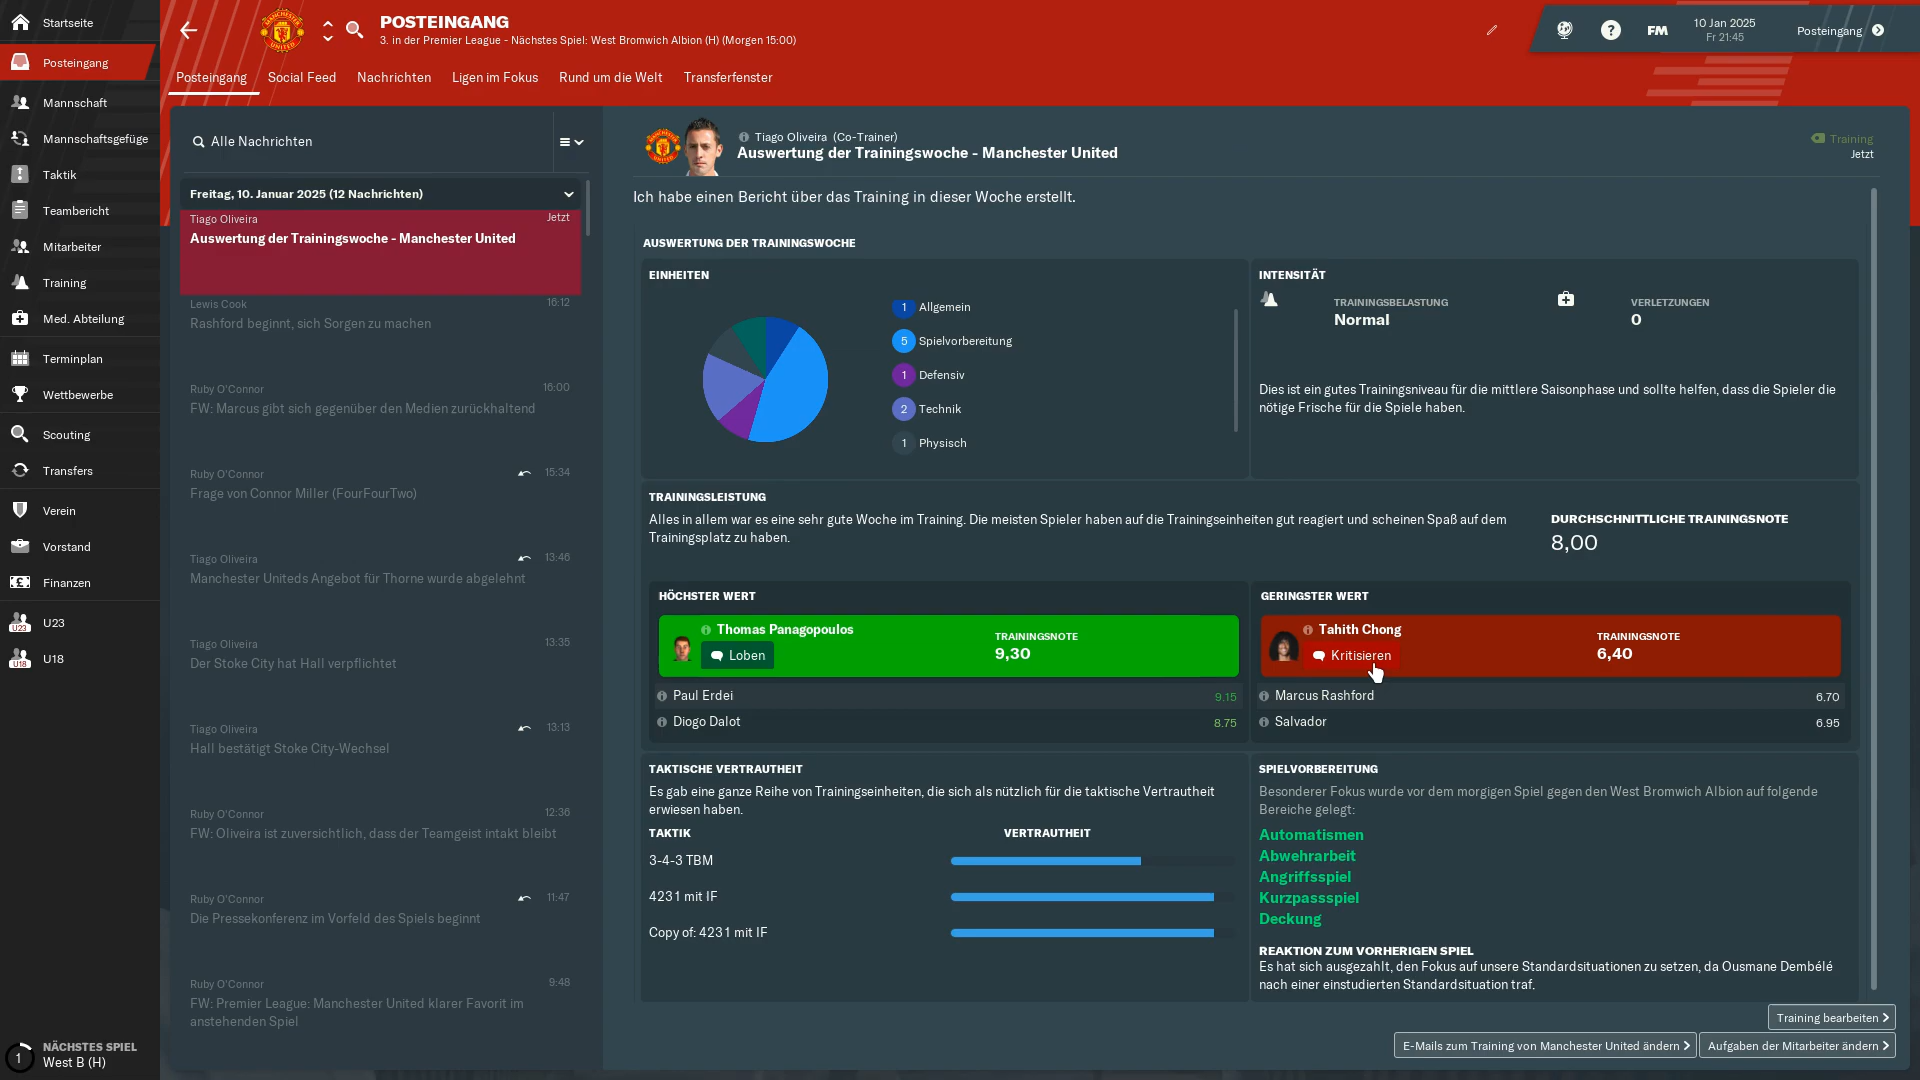 Startseite
Posteingang
Mannschaft
Mannschaftsgefüge
Taktik
Teambericht
Mitarbeiter
Training
Med. Abteilung
Terminplan
Wettbewerbe
Scouting
Transfers
Verein
Vorstand
Finanzen
U23
U23
U18
U18
1
NÄCHSTES SPIEL
West B (H)
POSTEINGANG
3. in der Premier League - Nächstes Spiel: West Bromwich Albion (H) (Morgen 15:00)
?
FM
10 Jan 2025
Fr 21:45
Posteingang
Posteingang
Social Feed
Nachrichten
Ligen im Fokus
Rund um die Welt
Transferfenster
Alle Nachrichten
Freitag, 10. Januar 2025 (12 Nachrichten)
Tiago Oliveira
Jetzt
Auswertung der Trainingswoche - Manchester United
Lewis Cook
16:12
Rashford beginnt, sich Sorgen zu machen
Ruby O'Connor
16:00
FW: Marcus gibt sich gegenüber den Medien zurückhaltend
Ruby O'Connor
15:34
Frage von Connor Miller (FourFourTwo)
Tiago Oliveira
13:46
Manchester Uniteds Angebot für Thorne wurde abgelehnt
Tiago Oliveira
13:35
Der Stoke City hat Hall verpflichtet
Tiago Oliveira
13:13
Hall bestätigt Stoke City-Wechsel
Ruby O'Connor
12:36
FW: Oliveira ist zuversichtlich, dass der Teamgeist intakt bleibt
Ruby O'Connor
11:47
Die Pressekonferenz im Vorfeld des Spiels beginnt
Ruby O'Connor
9:48
FW: Premier League: Manchester United klarer Favorit im
anstehenden Spiel
Tiago Oliveira (Co-Trainer)
Auswertung der Trainingswoche - Manchester United
Training
Jetzt
Ich habe einen Bericht über das Training in dieser Woche erstellt.
AUSWERTUNG DER TRAININGSWOCHE
EINHEITEN
1 Allgemein
5 Spielvorbereitung
1 Defensiv
2 Technik
1 Physisch
INTENSITÄT
TRAININGSBELASTUNG
Normal
VERLETZUNGEN
0
Dies ist ein gutes Trainingsniveau für die mittlere Saisonphase und sollte helfen, dass die Spieler die
nötige Frische für die Spiele haben.
TRAININGSLEISTUNG
Alles in allem war es eine sehr gute Woche im Training. Die meisten Spieler haben auf die Trainingseinheiten gut reagiert und scheinen Spaß auf dem
Trainingsplatz zu haben.
DURCHSCHNITTLICHE TRAININGSNOTE
8,00
HÖCHSTER WERT
Thomas Panagopoulos
Loben
TRAININGSNOTE
9,30
Paul Erdei
9.15
Diogo Dalot
8.75
GERINGSTER WERT
Tahith Chong
Kritisieren
TRAININGSNOTE
6,40
Marcus Rashford
6.70
Salvador
6.95
TAKTISCHE VERTRAUTHEIT
Es gab eine ganze Reihe von Trainingseinheiten, die sich als nützlich für die taktische Vertrautheit
erwiesen haben.
TAKTIK
VERTRAUTHEIT
3-4-3 TBM
4231 mit IF
Copy of: 4231 mit IF
SPIELVORBEREITUNG
Besonderer Fokus wurde vor dem morgigen Spiel gegen den West Bromwich Albion auf folgende
Bereiche gelegt:
Automatismen
Abwehrarbeit
Angriffsspiel
Kurzpassspiel
Deckung
REAKTION ZUM VORHERIGEN SPIEL
Es hat sich ausgezahlt, den Fokus auf unsere Standardsituationen zu setzen, da Ousmane Dembélé
nach einer einstudierten Standardsituation traf.
Training bearbeiten
E-Mails zum Training von Manchester United ändern
Aufgaben der Mitarbeiter ändern